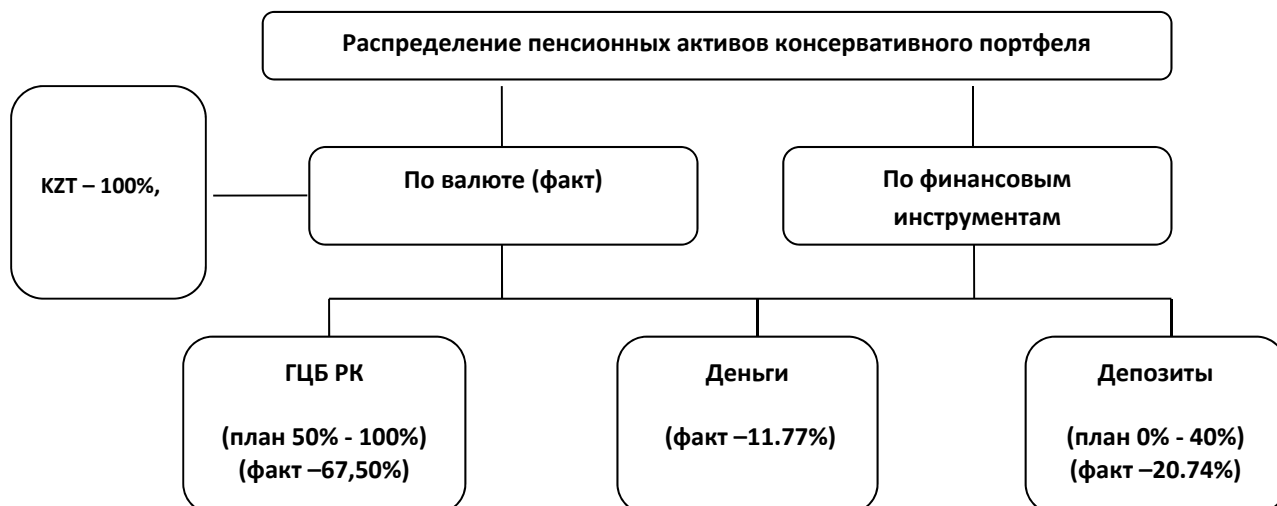 Распределение пенсионных активов консервативного портфеля
KZT – 100%,
По валюте (факт)
По финансовым
инструментам
ГЦБ РК
(план 50% - 100%)
(факт –67,50%)
Деньги
(факт –11.77%)
Депозиты
(план 0% - 40%)
(факт –20.74%)